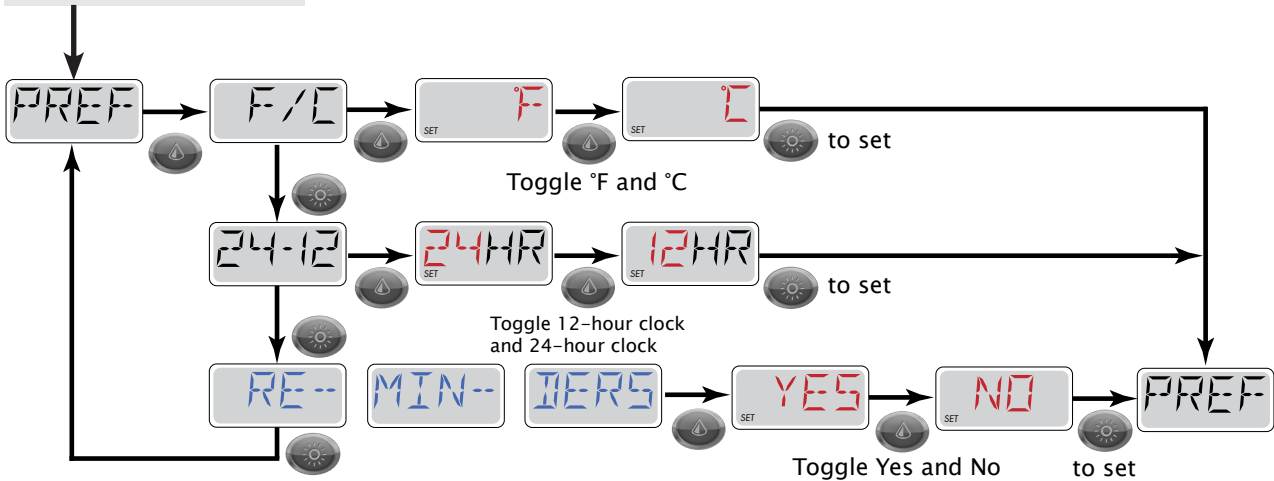 PREF
F/C
°F
SET
°C
SET
to set
Toggle °F and °C
24-12
24HR
SET
12HR
SET
to set
Toggle 12-hour clock
and 24-hour clock
RE--
MIN--
DERS
YES
SET
NO
SET
PREF
Toggle Yes and No
to set